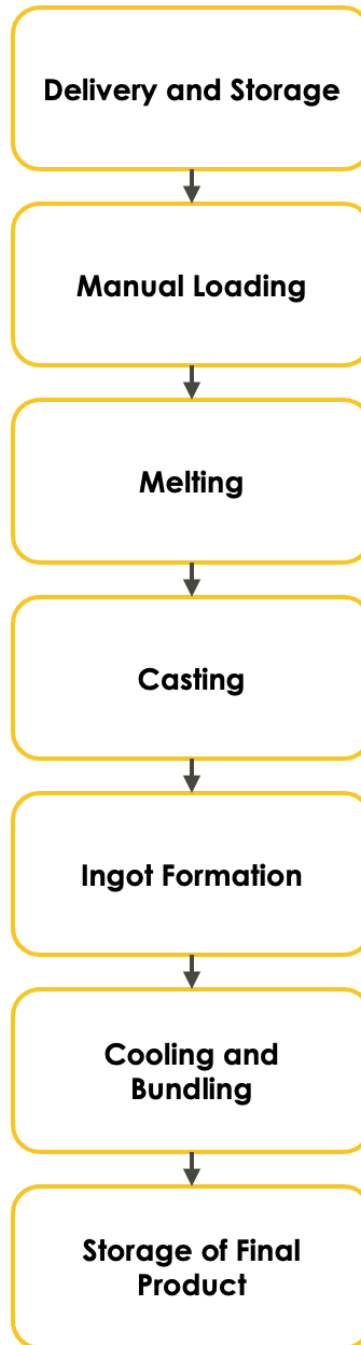 Delivery and Storage
Manual Loading
Melting
Casting
Ingot Formation
Cooling and
Bundling
Storage of Final
Product